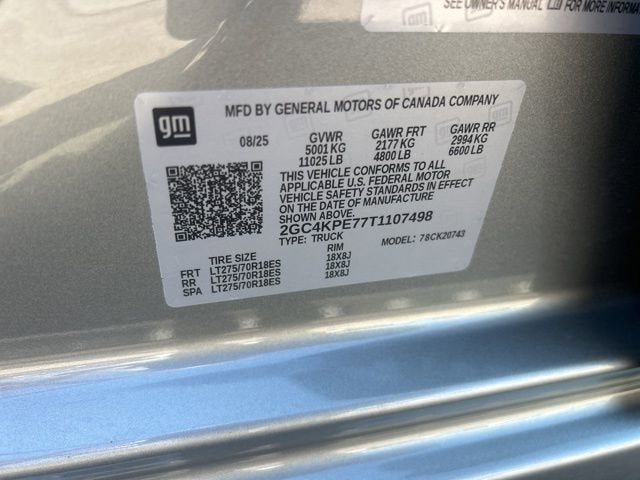 SEE OWNER'S MANUAL FOR MORE INFORMA
gm
MFD BY GENERAL MOTORS OF CANADA COMPANY
08/25 GVWR GAWR FRT GAWR RR
5001 KG 2177 KG 2994 KG
11025 LB 4800 LB 6600 LB
THIS VEHICLE CONFORMS TO ALL
APPLICABLE U.S. FEDERAL MOTOR
VEHICLE SAFETY STANDARDS IN EFFECT
ON THE DATE OF MANUFACTURE
SHOWN ABOVE.
2GC4KPE77T1107498
TYPE: TRUCK MODEL: 78CK20743
TIRE SIZE RIM
FRT LT275/70R18ES 18X8J
RR LT275/70R18ES 18X8J
SPA LT275/70R18ES 18X8J